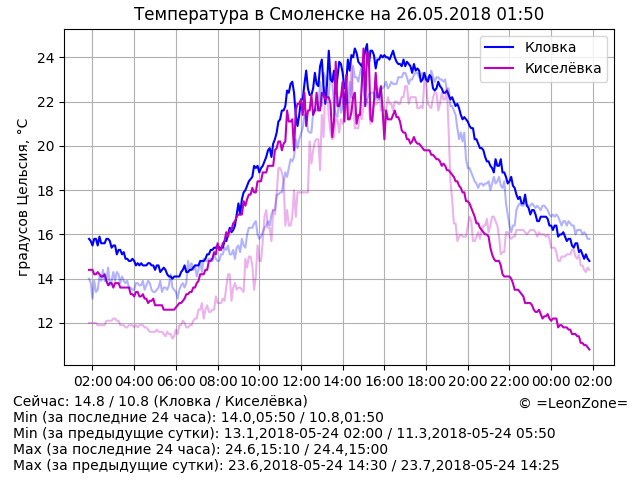 Температура в Смоленске на 26.05.2018 01:50
Кловка
Киселёвка
градусов Цельсия, °C
24
22
20
18
16
14
12
02:00 04:00 06:00 08:00 10:00 12:00 14:00 16:00 18:00 20:00 22:00 00:00 02:00
Сейчас: 14.8 / 10.8 (Кловка / Киселёвка)
© =LeonZone=
Min (за последние 24 часа): 14.0,05:50 / 10.8,01:50
Min (за предыдущие сутки): 13.1,2018-05-24 02:00 / 11.3,2018-05-24 05:50
Max (за последние 24 часа): 24.6,15:10 / 24.4,15:00
Max (за предыдущие сутки): 23.6,2018-05-24 14:30 / 23.7,2018-05-24 14:25